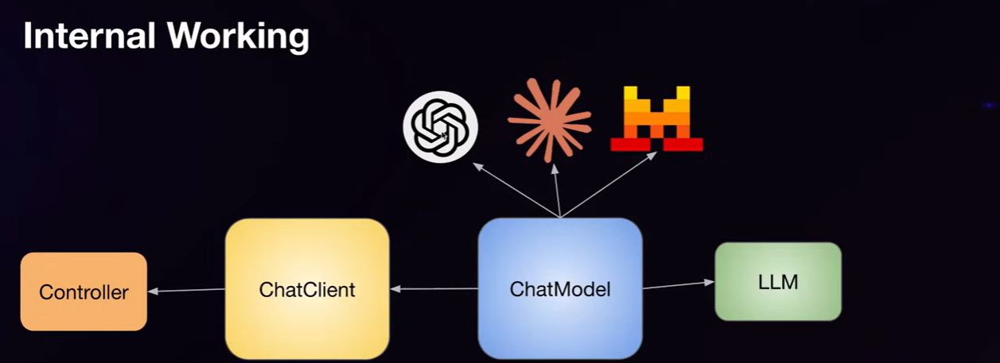 Internal Working
Controller
ChatClient
ChatModel
LLM